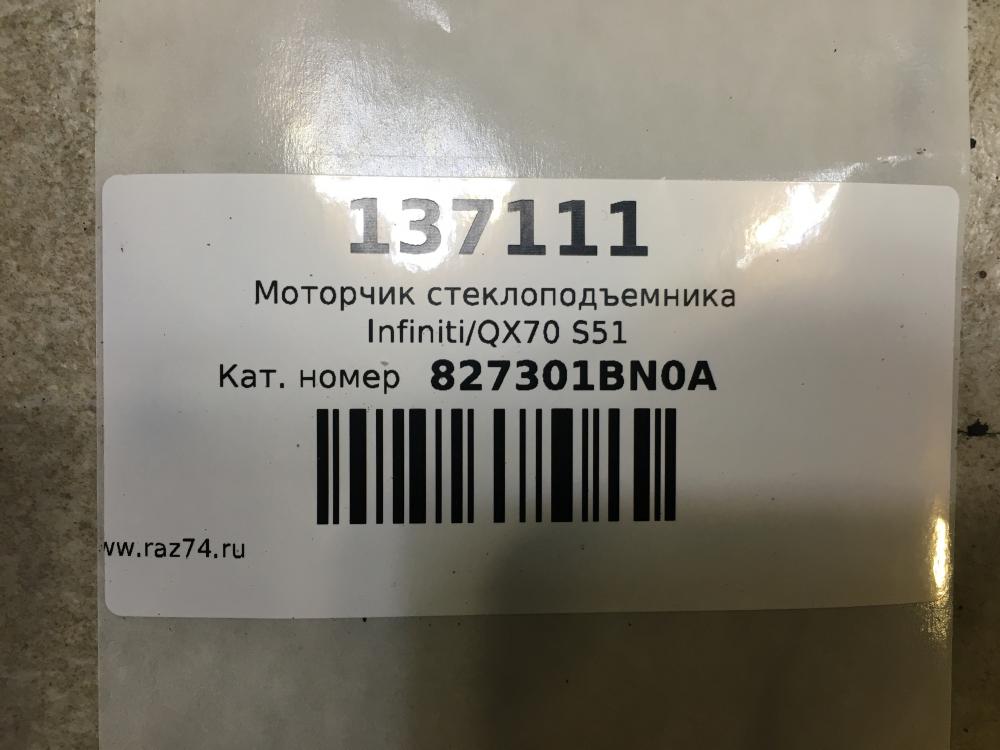 137111
Моторчик стеклоподъемника
Infiniti/QX70 S51
Кат. номер 827301BN0A
ww.raz74.ru